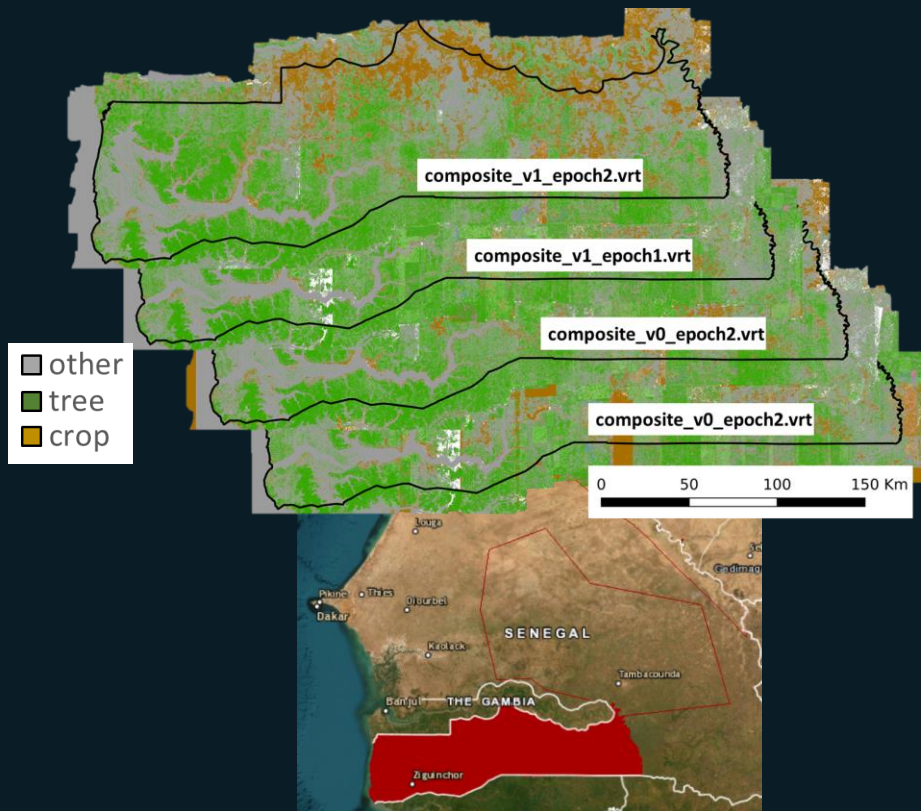 composite_v1_epoch2.vrt
composite_v1_epoch1.vrt
composite_v0_epoch2.vrt
composite_v0_epoch2.vrt
other
tree
crop
0 50 100 150 Km
Louga
Pikine
Thies
Diourbel
Dakar
SENEGAL
Kaolack
Tambacounda
Banjul
THE GAMBIA
Ziguinchor